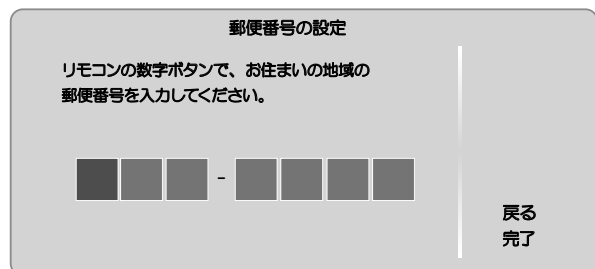 郵便番号の設定
リモコンの数字ボタンで、お住まいの地域の
郵便番号を入力してください。
-
戻る
完了